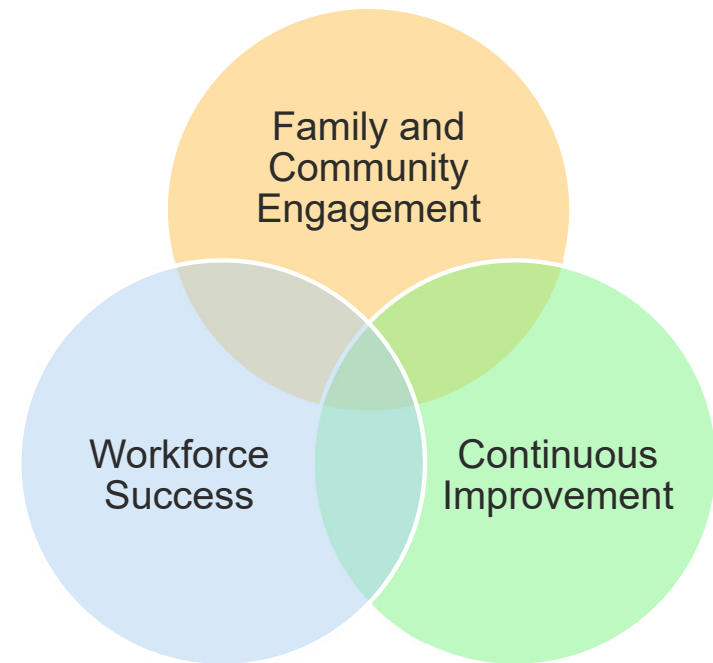 Family and
Community
Engagement
Workforce
Success
Continuous
Improvement